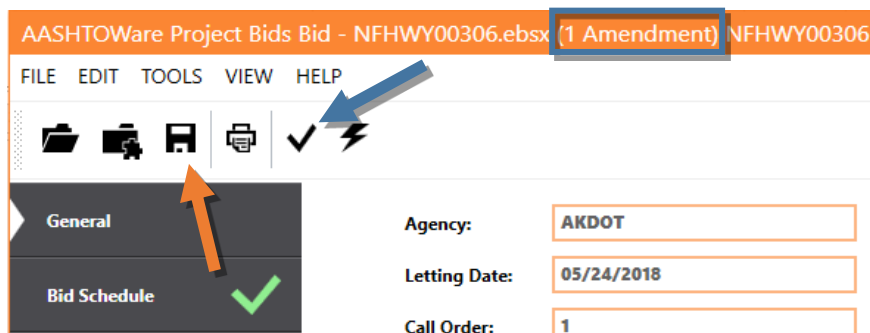 AASHTOWare Project Bids Bid - NFHWY00306.ebsx (1 Amendment) NFHWY00306
FILE EDIT TOOLS VIEW HELP
General
Agency: AKDOT
Letting Date: 05/24/2018
Bid Schedule
Call Order: 1